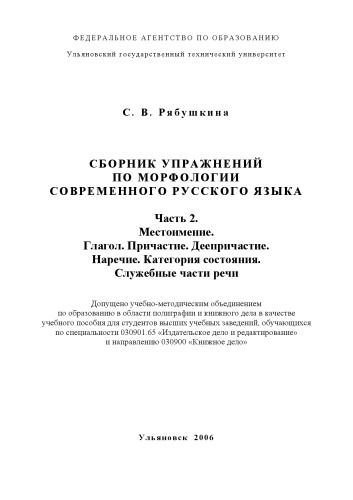 ФЕДЕРАЛЬНОЕ АГЕНТСТВО ПО ОБРАЗОВАНИЮ
Ульяновский государственный технический университет
С. В. Рябушкина
СБОРНИК УПРАЖНЕНИЙ
ПО МОРФОЛОГИИ
СОВРЕМЕННОГО РУССКОГО ЯЗЫКА
Часть 2.
Местоимение.
Глагол. Причастие. Деепричастие.
Наречие. Категория состояния.
Служебные части речи
Допущено учебно-методическим объединением
по образованию в области полиграфии и книжного дела в качестве
учебного пособия для студентов высших учебных заведений, обучающихся
по специальности 030901.65 «Издательское дело и редактирование»
и направлению 030900 «Книжное дело»
Ульяновск 2006